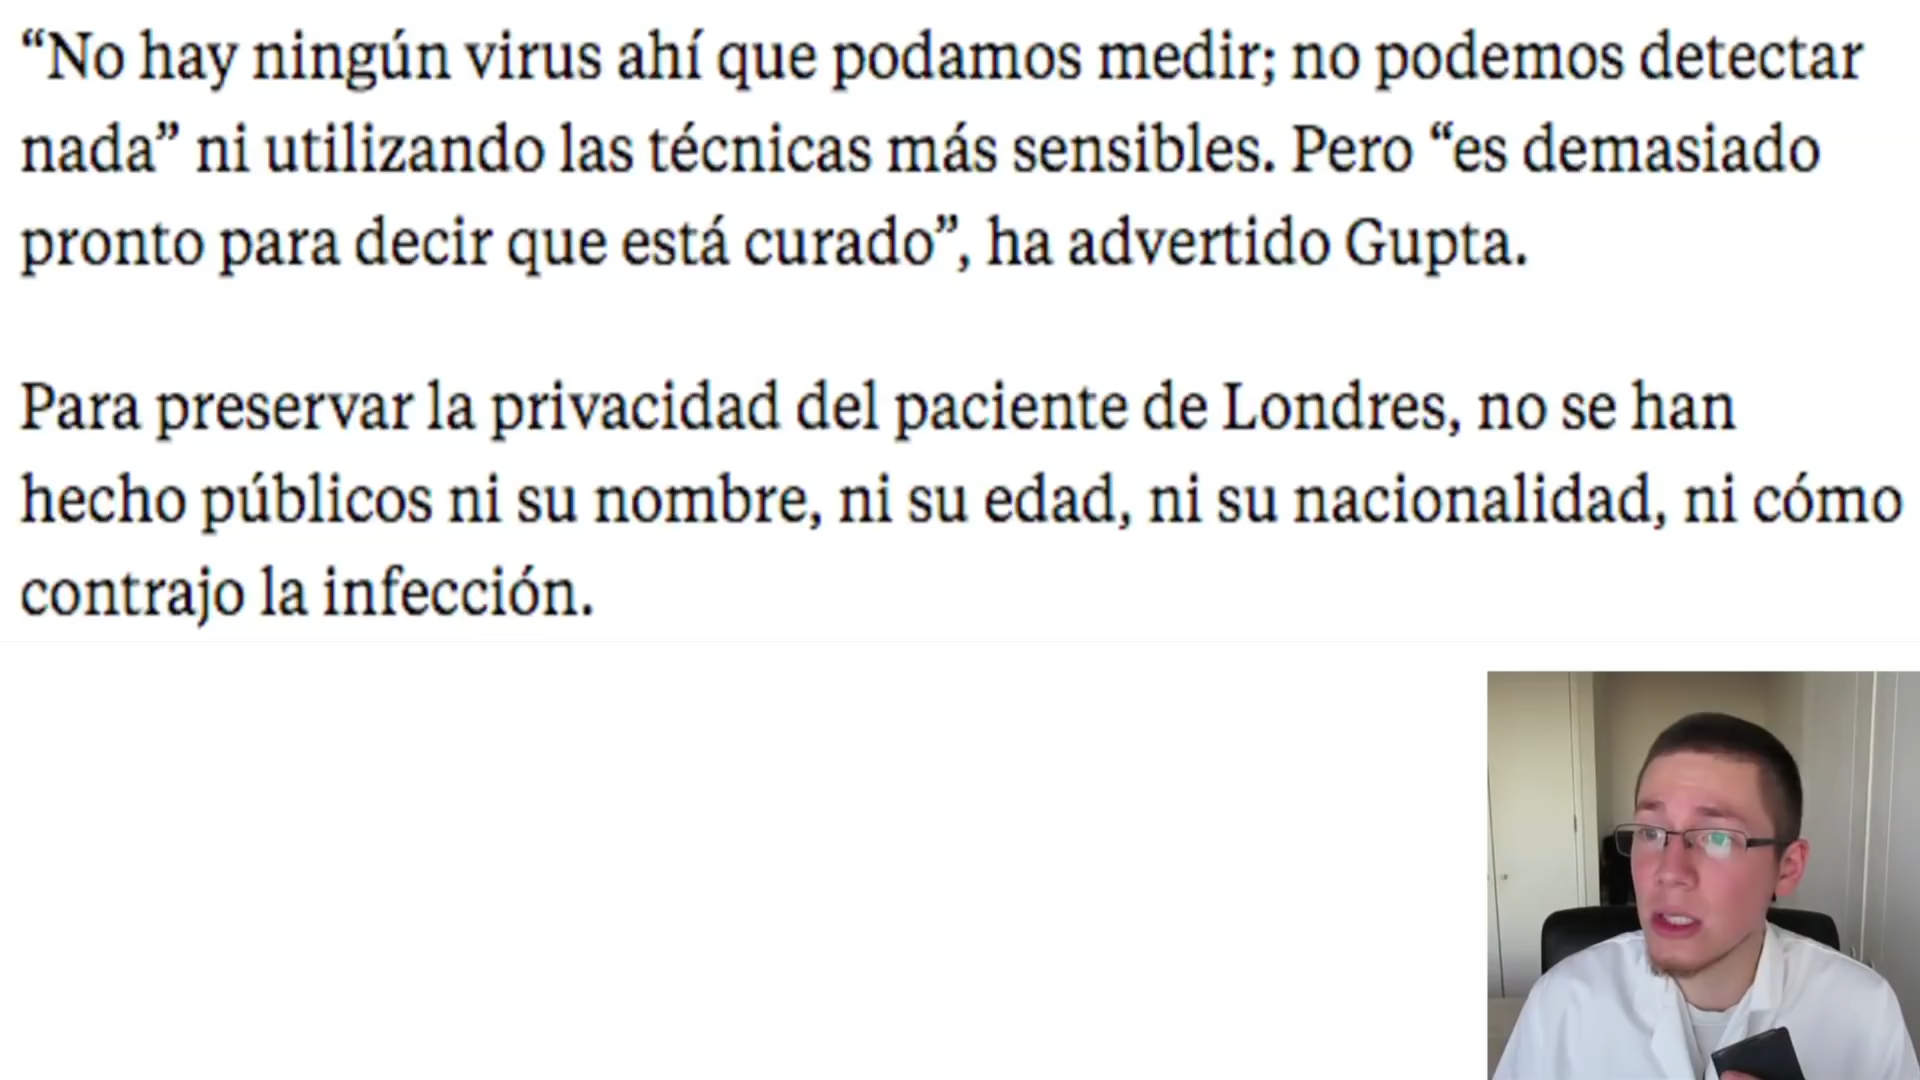 “No hay ningún virus ahí que podamos medir; no podemos detectar
nada” ni utilizando las técnicas más sensibles. Pero “es demasiado
pronto para decir que está curado”, ha advertido Gupta.
Para preservar la privacidad del paciente de Londres, no se han
hecho públicos ni su nombre, ni su edad, ni su nacionalidad, ni cómo
contrajo la infección.